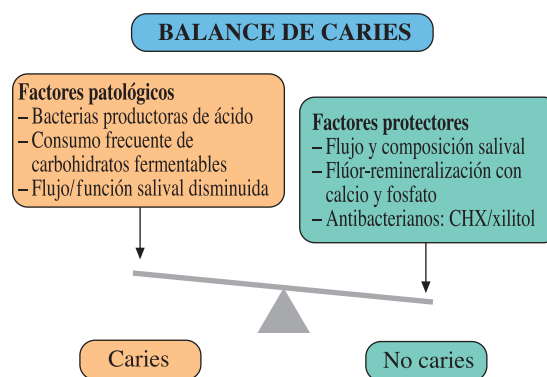 BALANCE DE CARIES
Factores patológicos
– Bacterias productoras de ácido
– Consumo frecuente de
carbohidratos fermentables
– Flujo/función salival disminuida
Factores protectores
– Flujo y composición salival
– Flúor-remineralización con
calcio y fosfato
– Antibacterianos: CHX/xilitol
Caries
No caries